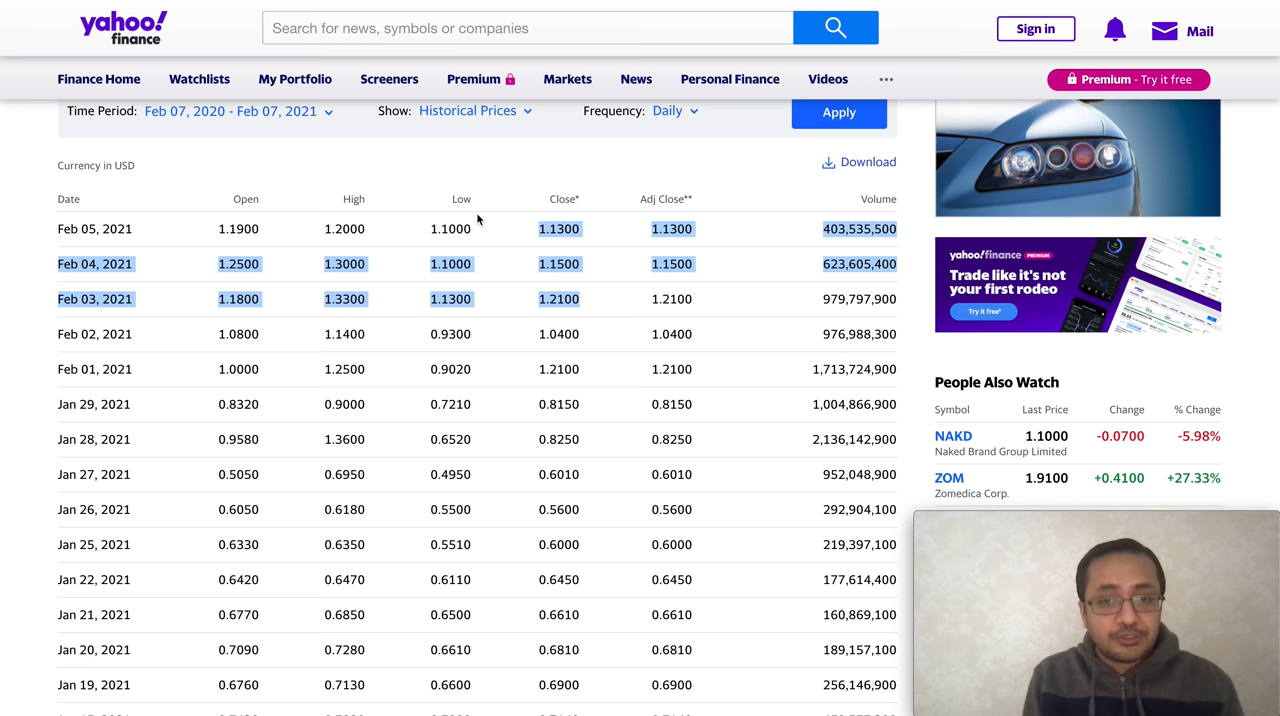 yahoo!
finance
Search for news, symbols or companies
Sign in
Mail
Finance Home Watchlists My Portfolio Screeners Premium Markets News Personal Finance Videos ...
Premium - Try it free
Time Period: Feb 07, 2020 - Feb 07, 2021 Show: Historical Prices Frequency: Daily Apply
Currency in USD Download
Date Open High Low Close* Adj Close** Volume
Feb 05, 2021 1.1900 1.2000 1.1000 1.1300 1.1300 403,535,500
Feb 04, 2021 1.2500 1.3000 1.1000 1.1500 1.1500 623,605,400
Feb 03, 2021 1.1800 1.3300 1.1300 1.2100 1.2100 979,797,900
Feb 02, 2021 1.0800 1.1400 0.9300 1.0400 1.0400 976,988,300
Feb 01, 2021 1.0000 1.2500 0.9020 1.2100 1.2100 1,713,724,900
Jan 29, 2021 0.8320 0.9000 0.7210 0.8150 0.8150 1,004,866,900
Jan 28, 2021 0.9580 1.3600 0.6520 0.8250 0.8250 2,136,142,900
Jan 27, 2021 0.5050 0.6950 0.4950 0.6010 0.6010 952,048,900
Jan 26, 2021 0.6050 0.6180 0.5500 0.5600 0.5600 292,904,100
Jan 25, 2021 0.6330 0.6350 0.5510 0.6000 0.6000 219,397,100
Jan 22, 2021 0.6420 0.6470 0.6110 0.6450 0.6450 177,614,400
Jan 21, 2021 0.6770 0.6850 0.6500 0.6610 0.6610 160,869,100
Jan 20, 2021 0.7090 0.7280 0.6610 0.6810 0.6810 189,157,100
Jan 19, 2021 0.6760 0.7130 0.6600 0.6900 0.6900 256,146,900
yahoo!finance PREMIUM
Trade like it's not
your first rodeo
Try it free*
People Also Watch
Symbol Last Price Change % Change
NAKD 1.1000 -0.0700 -5.98%
Naked Brand Group Limited
ZOM 1.9100 +0.4100 +27.33%
Zomedica Corp.